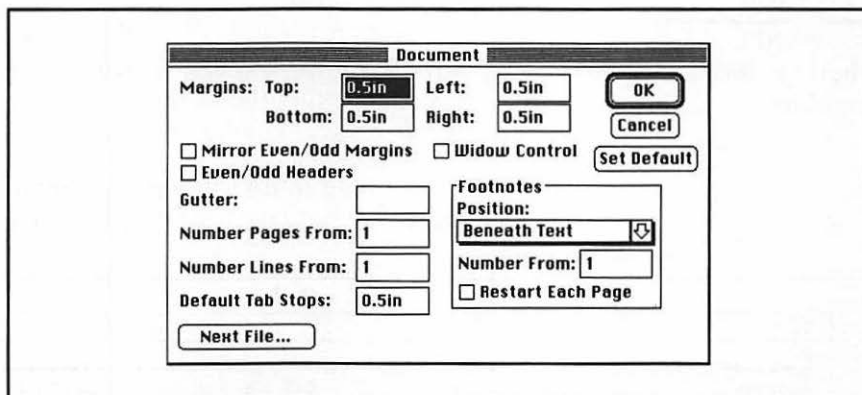 Document
Margins: Top: 0.5in Left: 0.5in OK
Bottom: 0.5in Right: 0.5in Cancel
Mirror Even/Odd Margins Widow Control Set Default
Even/Odd Headers
Gutter:
Footnotes
Position:
Beneath Text
Number Pages From: 1
Number From: 1
Number Lines From: 1
Restart Each Page
Default Tab Stops: 0.5in
Next File...